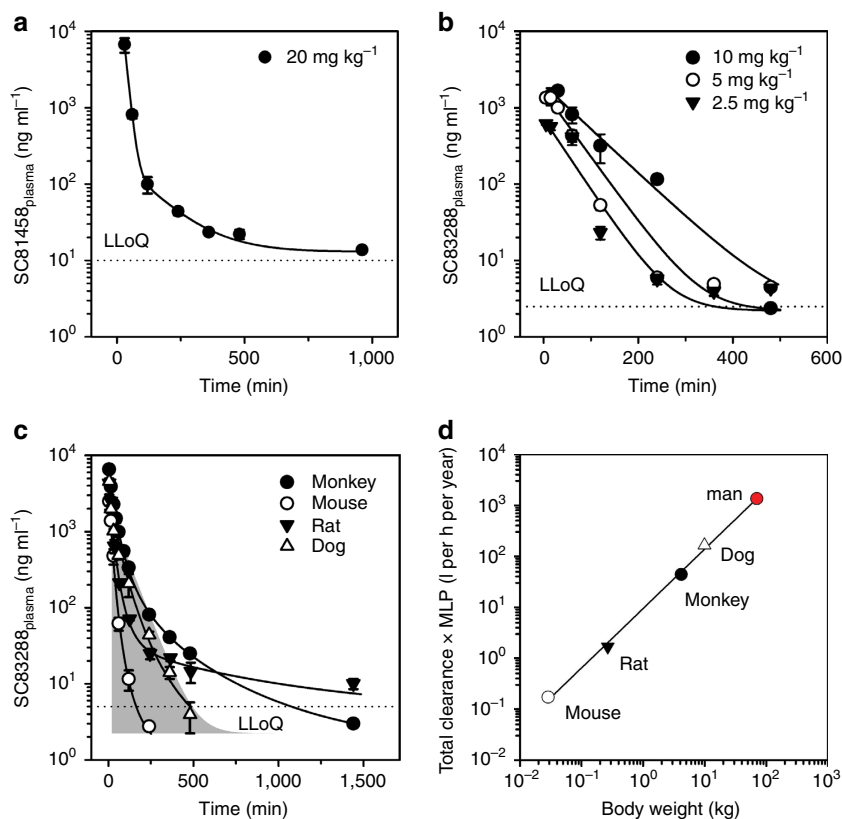 a
20 mg kg⁻¹
10⁴
10³
10²
10¹
10⁰
SC81458plasma (ng ml⁻¹)
LLoQ
0
500
1,000
Time (min)
b
10 mg kg⁻¹
5 mg kg⁻¹
2.5 mg kg⁻¹
10⁴
10³
10²
10¹
10⁰
SC83288plasma (ng ml⁻¹)
LLoQ
0
200
400
600
Time (min)
c
Monkey
Mouse
Rat
Dog
10⁴
10³
10²
10¹
10⁰
SC83288plasma (ng ml⁻¹)
LLoQ
0
500
1,000
1,500
Time (min)
d
10⁴
10³
10²
10¹
10⁰
10⁻¹
10⁻²
Total clearance × MLP (l per h per year)
man
Dog
Monkey
Rat
Mouse
10⁻²
10⁻¹
10⁰
10¹
10²
10³
Body weight (kg)